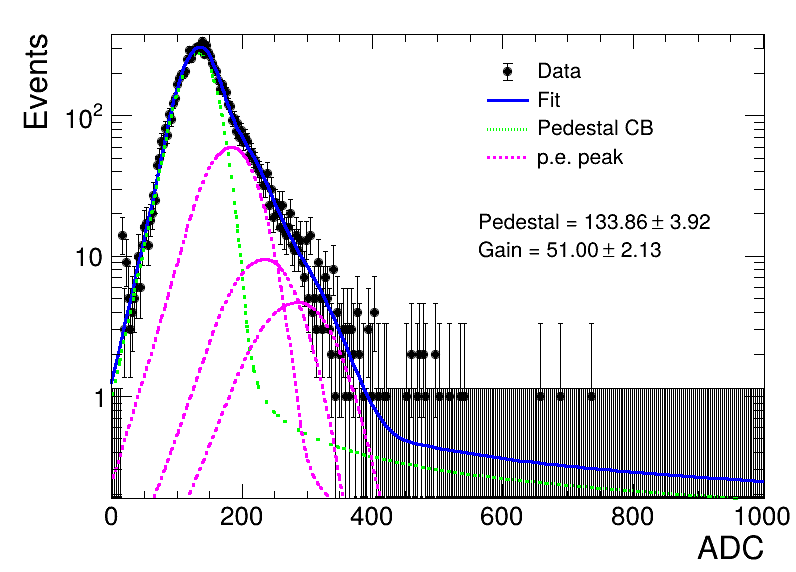 Events
10²
10
1
Data
Fit
Pedestal CB
p.e. peak
Pedestal = 133.86 ± 3.92
Gain = 51.00 ± 2.13
0 200 400 600 800 1000
ADC